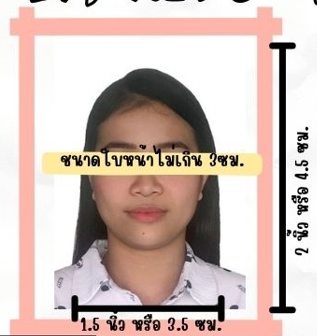 ขนาดใบหน้าไม่เกิน 3ซม.
2 นิ้ว หรือ 4.5 ซม.
1.5 นิ้ว หรือ 3.5 ซม.